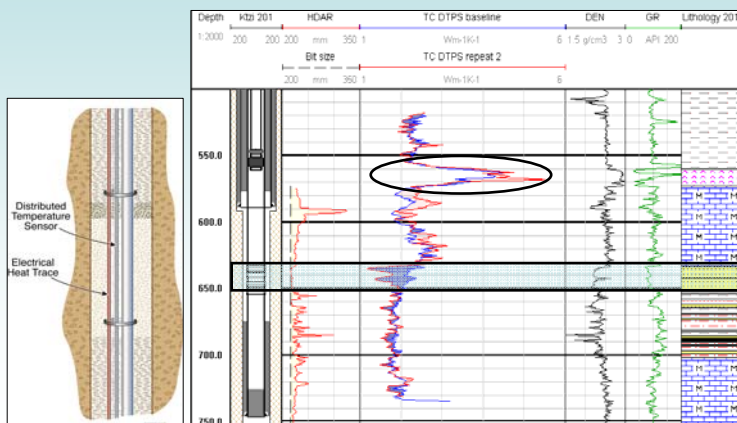 Distributed
Temperature
Sensor
Electrical
Heat Trace
Depth Ktzi 201 HDAR TC DTPS baseline DEN GR Lithology 201
1:2000 200 200 200 mm 350 1 Wm-1K-1 6 1.5 g/cm3 3 0 API 200
Bit size TC DTPS repeat 2
200 mm 350 1 Wm-1K-1 6
550.0
M M
600.0
M M
M M
650.0
700.0
M M
M M
750.0